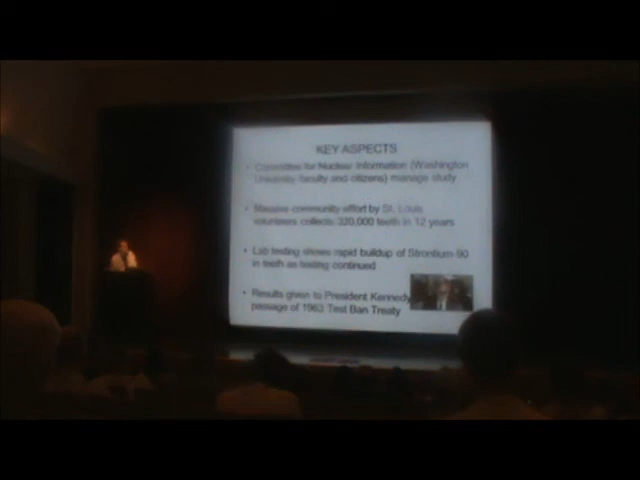 KEY ASPECTS
• Committee for Nuclear Information (Washington
University faculty and citizens) manage study
• Massive community effort by St. Louis
volunteers collects 320,000 teeth in 12 years
• Lab testing shows rapid buildup of Strontium-90
in teeth as testing continued
• Results given to President Kennedy
passage of 1963 Test Ban Treaty